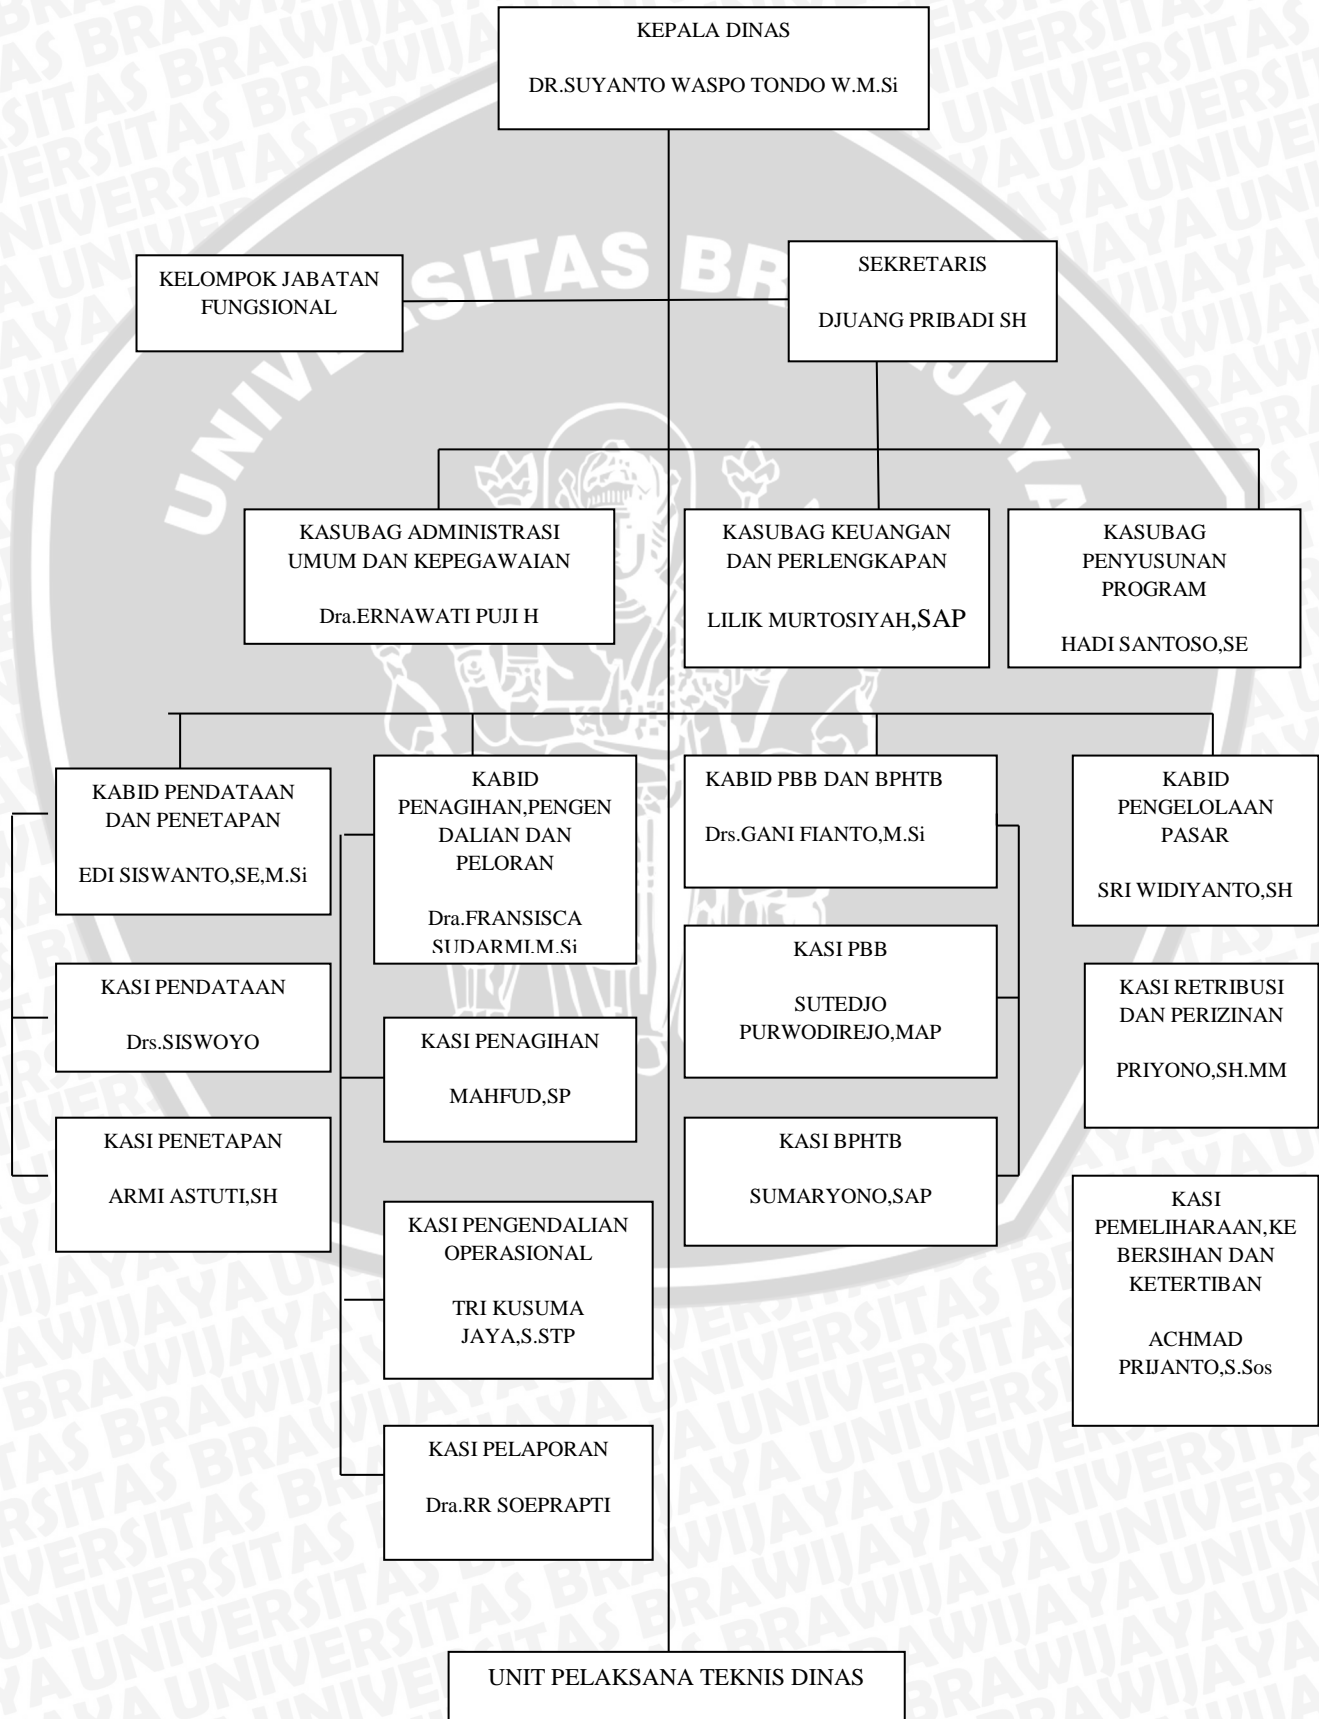 KEPALA DINAS
DR.SUYANTO WASPO TONDO W.M.Si
KELOMPOK JABATAN
FUNGSIONAL
SEKRETARIS
DJUANG PRIBADI SH
KASUBAG ADMINISTRASI
UMUM DAN KEPEGAWAIAN
Dra.ERNAWATI PUJI H
KASUBAG KEUANGAN
DAN PERLENGKAPAN
LILIK MURTOSIYAH,SAP
KASUBAG
PENYUSUNAN
PROGRAM
HADI SANTOSO,SE
KABID PENDATAAN
DAN PENETAPAN
EDI SISWANTO,SE,M.Si
KABID
PENAGIHAN,PENGEN
DALIAN DAN
PELORAN
Dra.FRANSISCA
SUDARMI.M.Si
KABID PBB DAN BPHTB
Drs.GANI FIANTO,M.Si
KABID
PENGELOLAAN
PASAR
SRI WIDIYANTO,SH
KASI PENDATAAN
Drs.SISWOYO
KASI PENAGIHAN
MAHFUD,SP
KASI PBB
SUTEDJO
PURWODIREJO,MAP
KASI RETRIBUSI
DAN PERIZINAN
PRIYONO,SH.MM
KASI PENETAPAN
ARMI ASTUTI,SH
KASI PENGENDALIAN
OPERASIONAL
TRI KUSUMA
JAYA,S.STP
KASI BPHTB
SUMARYONO,SAP
KASI
PEMELIHARAAN,KE
BERSIHAN DAN
KETERTIBAN
ACHMAD
PRIJANTO,S.Sos
KASI PELAPORAN
Dra.RR SOEPRAPTI
UNIT PELAKSANA TEKNIS DINAS